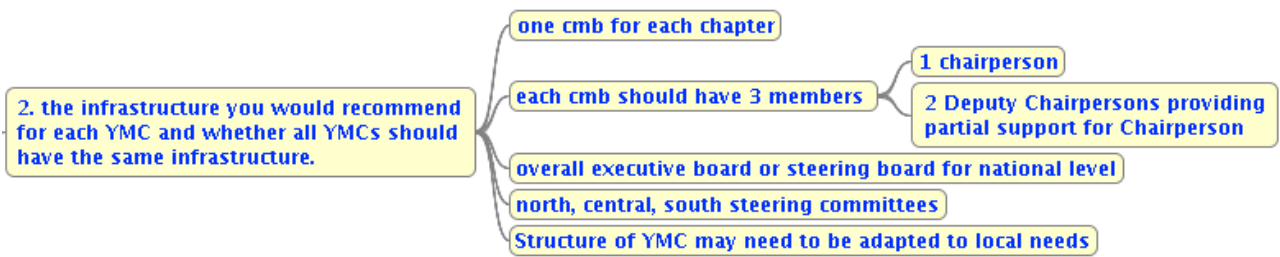 2. the infrastructure you would recommend
for each YMC and whether all YMCs should
have the same infrastructure.
one cmb for each chapter
each cmb should have 3 members
1 chairperson
2 Deputy Chairpersons providing
partial support for Chairperson
overall executive board or steering board for national level
north, central, south steering committees
Structure of YMC may need to be adapted to local needs